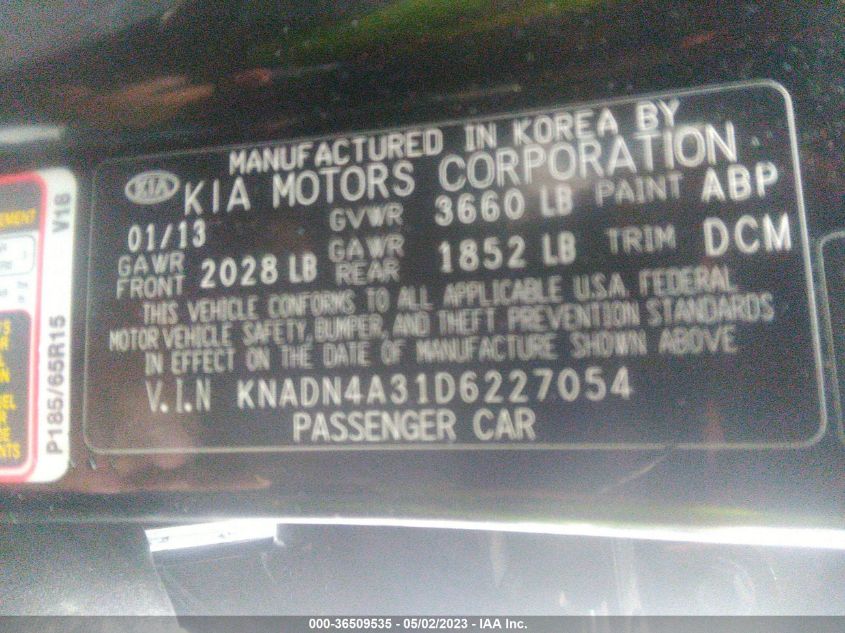 MANUFACTURED IN KOREA BY
KIA KIA MOTORS CORPORATION
01/13 GVWR 3660 LB PAINT ABP
GAWR FRONT 2028 LB GAWR REAR 1852 LB TRIM DCM
THIS VEHICLE CONFORMS TO ALL APPLICABLE U.S.A. FEDERAL
MOTOR VEHICLE SAFETY, BUMPER, AND THEFT PREVENTION STANDARDS
IN EFFECT ON THE DATE OF MANUFACTURE SHOWN ABOVE
V.I.N KNADN4A31D6227054
PASSENGER CAR
P185/65R15 V16
000-36509535 - 05/02/2023 - IAA Inc.